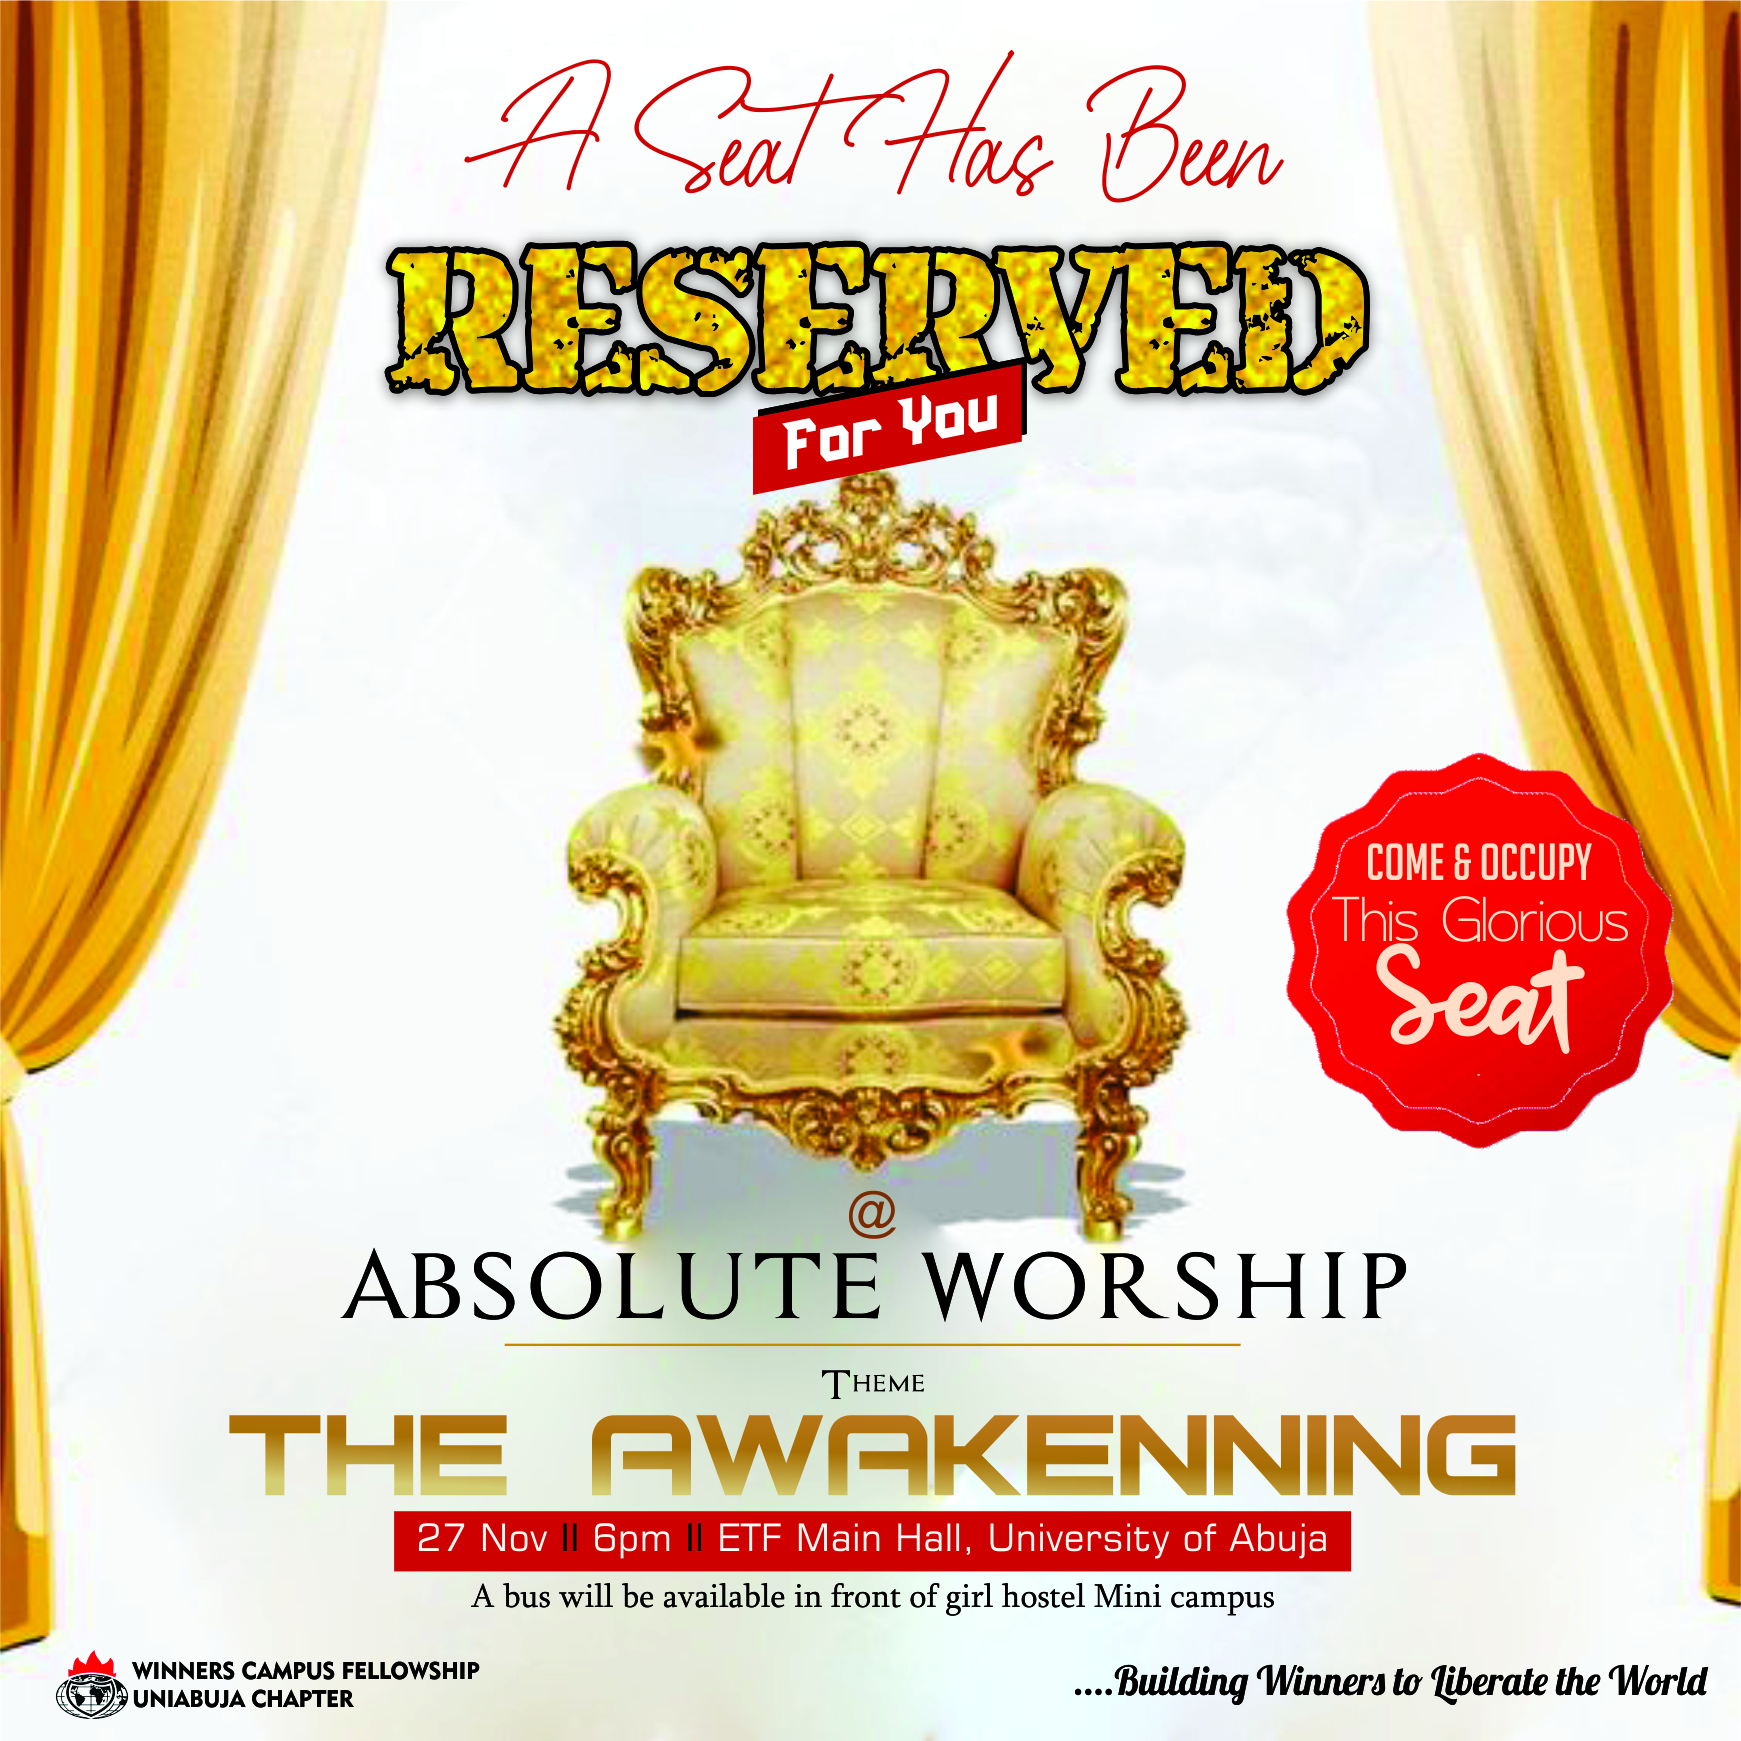 A Seat Has Been
RESERVED
For You
COME & OCCUPY
This Glorious
Seat
@
ABSOLUTE WORSHIP
THEME
THE AWAKENNING
27 Nov || 6pm || ETF Main Hall, University of Abuja
A bus will be available in front of girl hostel Mini campus
WINNERS CAMPUS FELLOWSHIP
UNIABUJA CHAPTER
....Building Winners to Liberate the World